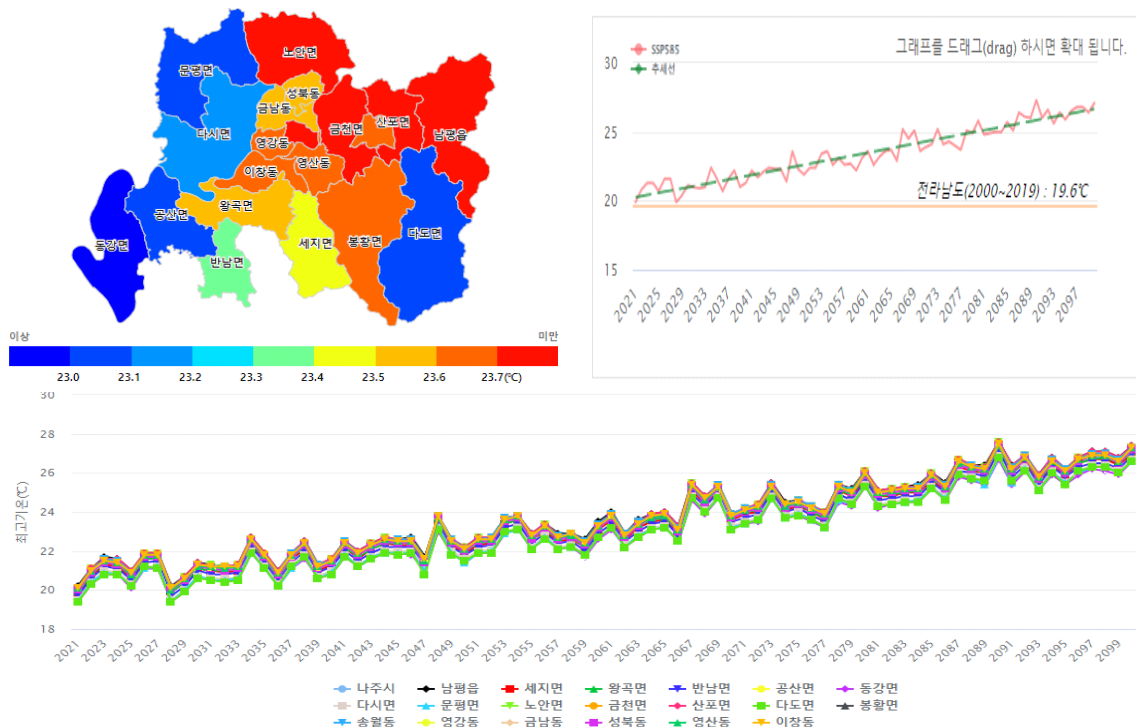 노안면
문평면
성북동
금남동
다시면
금천면
산포면
남평읍
영강동
영산동
이창동
왕곡면
공산면
동강면
반남면
세지면
봉황면
다도면
이상
미만
23.0 23.1 23.2 23.3 23.4 23.5 23.6 23.7(℃)
SSP585
추세선
그래프를 드래그(drag) 하시면 확대 됩니다.
30
25
20
15
전라남도(2000~2019) : 19.6℃
2021 2025 2029 2033 2037 2041 2045 2049 2053 2057 2061 2065 2069 2073 2077 2081 2085 2089 2093 2097
최고기온(℃)
30
28
26
24
22
20
18
2021 2023 2025 2027 2029 2031 2033 2035 2037 2039 2041 2043 2045 2047 2049 2051 2053 2055 2057 2059 2061 2063 2065 2067 2069 2071 2073 2075 2077 2079 2081 2083 2085 2087 2089 2091 2093 2095 2097 2099
나주시 남평읍 세지면 왕곡면 반남면 공산면 동강면
다시면 문평면 노안면 금천면 산포면 다도면 봉황면
송월동 영강동 금남동 성북동 영산동 이창동